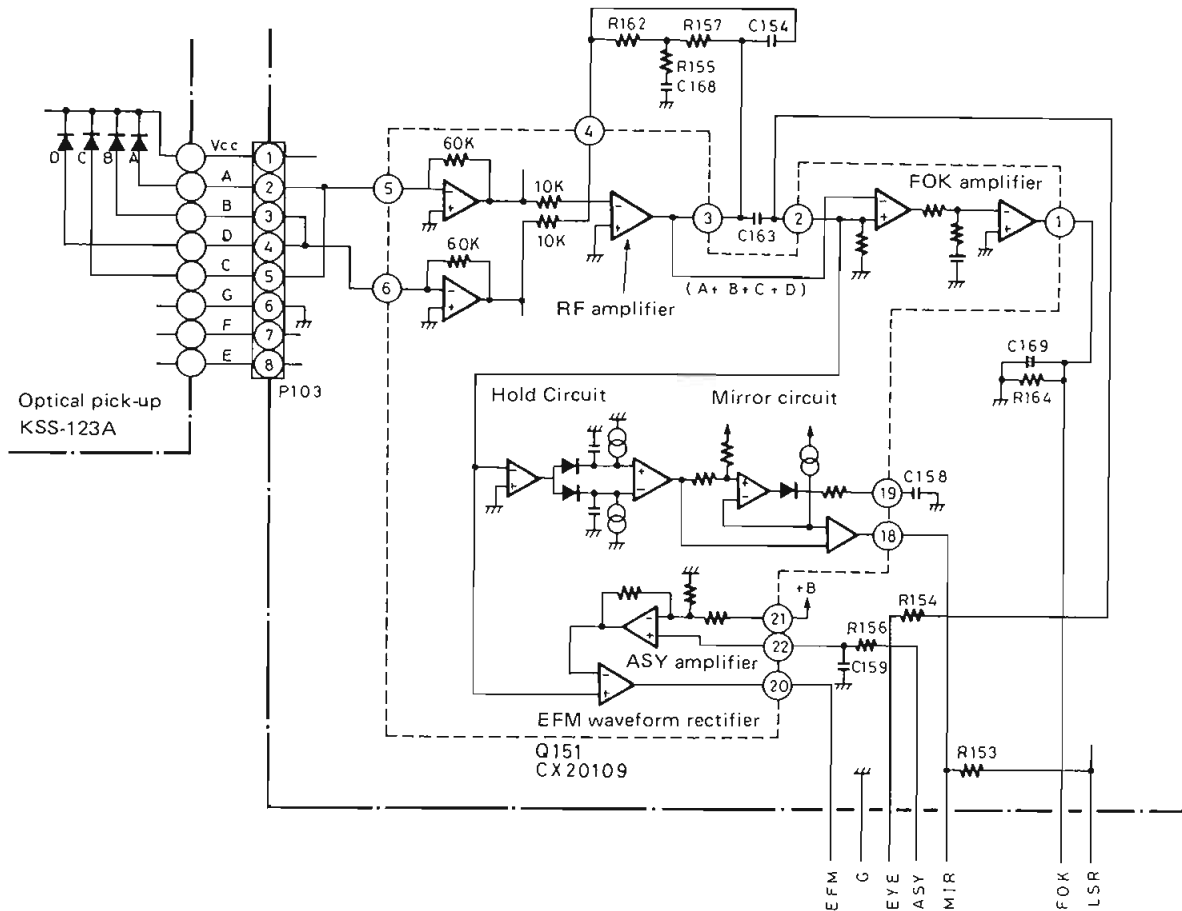 R162
R157
C154
R155
C168
D
C
B
A
Vcc
1
A
2
B
3
D
4
C
5
G
6
F
7
E
8
P103
Optical pick-up
KSS-123A
4
5
60K
-
+
10K
10K
6
60K
-
+
-
+
RF amplifier
3
C163
2
(A+B+C+D)
FOK amplifier
-
+
-
+
1
C169
R164
Hold Circuit
Mirror circuit
-
+
+
-
+
-
19
C158
18
+B
21
22
R156
C159
R154
-
+
ASY amplifier
-
+
20
EFM waveform rectifier
Q151
CX20109
R153
EFM
G
EYE
ASY
MIR
FOK
LSR